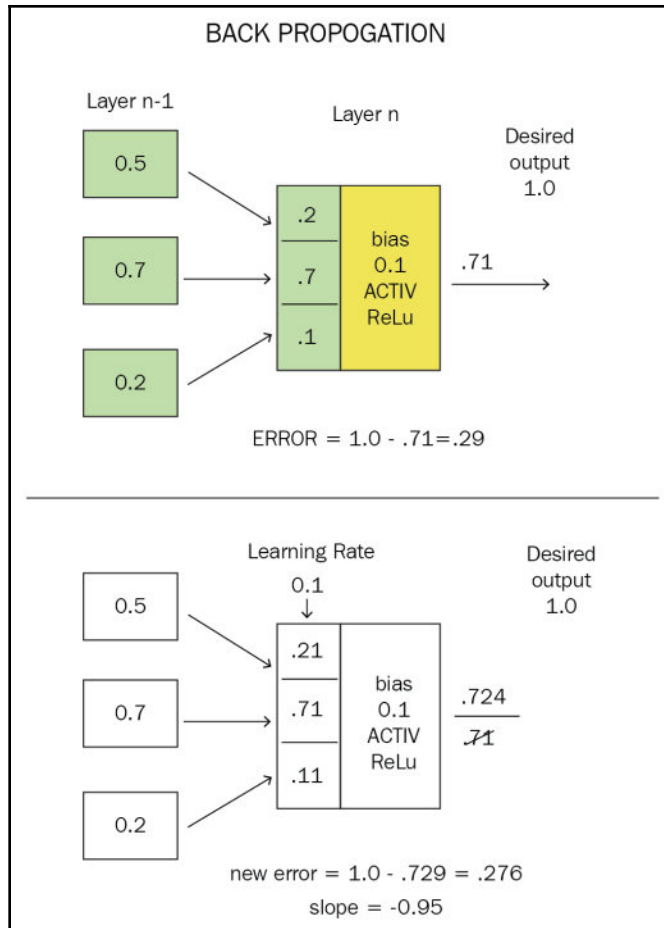 BACK PROPOGATION
Layer n-1
Layer n
Desired
output
1.0
0.5
0.7
0.2
.2
.7
.1
bias
0.1
ACTIV
ReLu
.71
ERROR = 1.0 - .71=.29
Learning Rate
0.1
Desired
output
1.0
0.5
0.7
0.2
.21
.71
.11
bias
0.1
ACTIV
ReLu
.724
.71
new error = 1.0 - .729 = .276
slope = -0.95